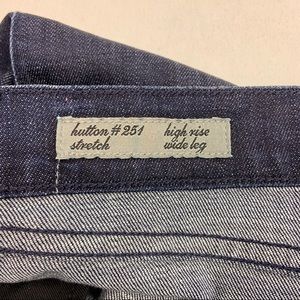 hutton #251 high rise
stretch wide leg